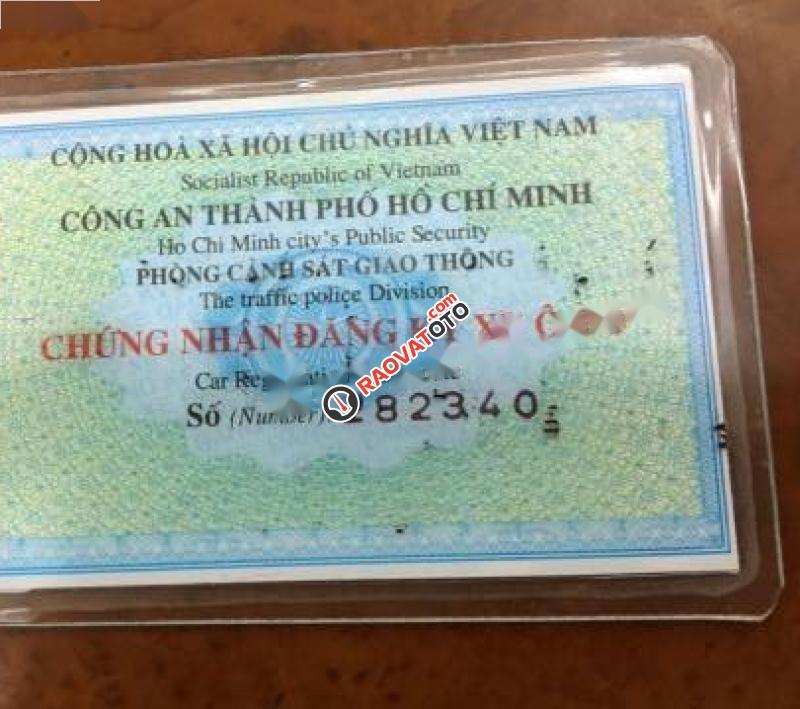 CỘNG HOÀ XÃ HỘI CHỦ NGHĨA VIỆT NAM
Socialist Republic of Vietnam
CÔNG AN THÀNH PHỐ HỒ CHÍ MINH
Ho Chi Minh city's Public Security
PHÒNG CẢNH SÁT GIAO THÔNG
The traffic police Division
CHỨNG NHẬN ĐĂNG
RAOVATOTO.com
Car
Số (Number) 282340